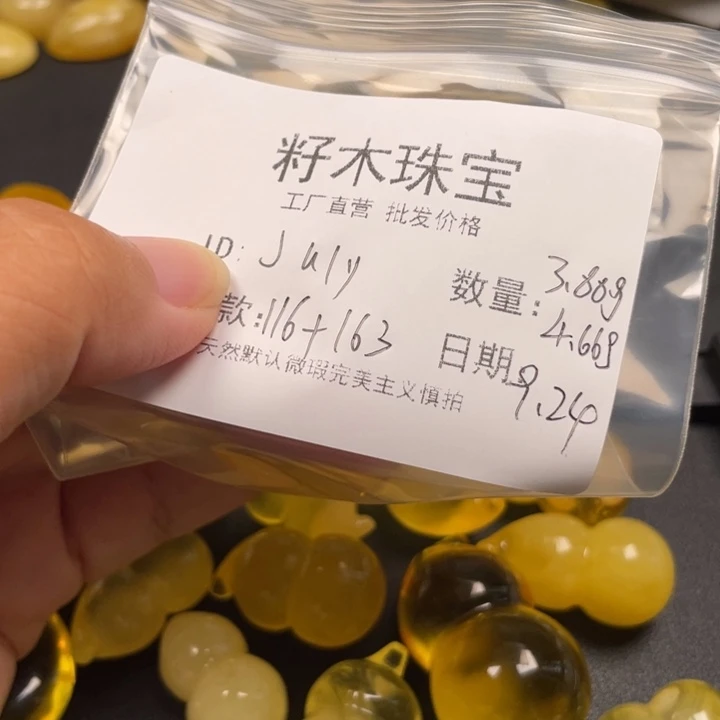 籽木珠宝
工厂直营 批发价格
ID: July
数量: 3.88g
4.66g
款: 116+163
日期 9.24
天然默认微瑕完美主义慎拍